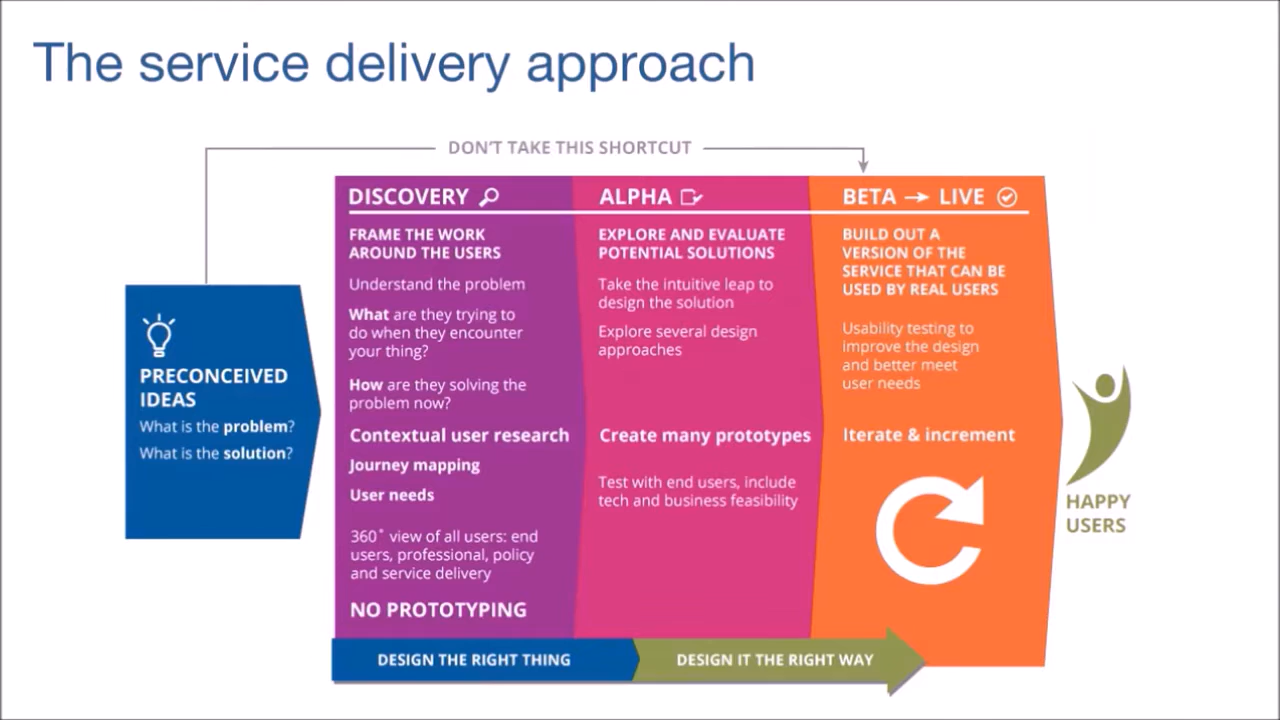 The service delivery approach
DON'T TAKE THIS SHORTCUT
PRECONCEIVED
IDEAS
What is the problem?
What is the solution?
DISCOVERY
FRAME THE WORK
AROUND THE USERS
Understand the problem
What are they trying to
do when they encounter
your thing?
How are they solving the
problem now?
Contextual user research
Journey mapping
User needs
360˚ view of all users: end
users, professional, policy
and service delivery
NO PROTOTYPING
ALPHA
EXPLORE AND EVALUATE
POTENTIAL SOLUTIONS
Take the intuitive leap to
design the solution
Explore several design
approaches
Create many prototypes
Test with end users, include
tech and business feasibility
BETA → LIVE
BUILD OUT A
VERSION OF THE
SERVICE THAT CAN BE
USED BY REAL USERS
Usability testing to
improve the design
and better meet
user needs
Iterate & increment
HAPPY
USERS
DESIGN THE RIGHT THING
DESIGN IT THE RIGHT WAY